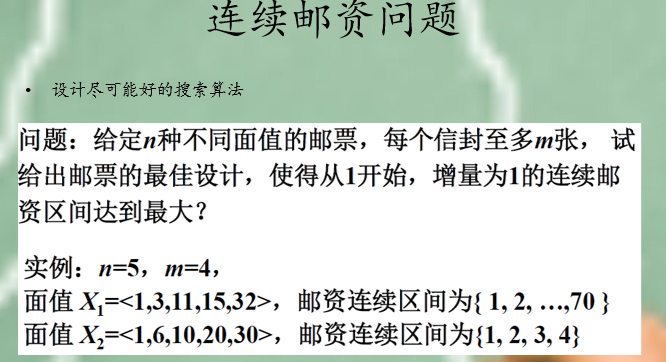 连续邮资问题
• 设计尽可能好的搜索算法
问题：给定n种不同面值的邮票，每个信封至多m张， 试
给出邮票的最佳设计，使得从1开始，增量为1的连续邮
资区间达到最大？
实例：n=5，m=4，
面值 X₁=<1,3,11,15,32>，邮资连续区间为{ 1, 2, …,70 }
面值 X₂=<1,6,10,20,30>，邮资连续区间为{1, 2, 3, 4}